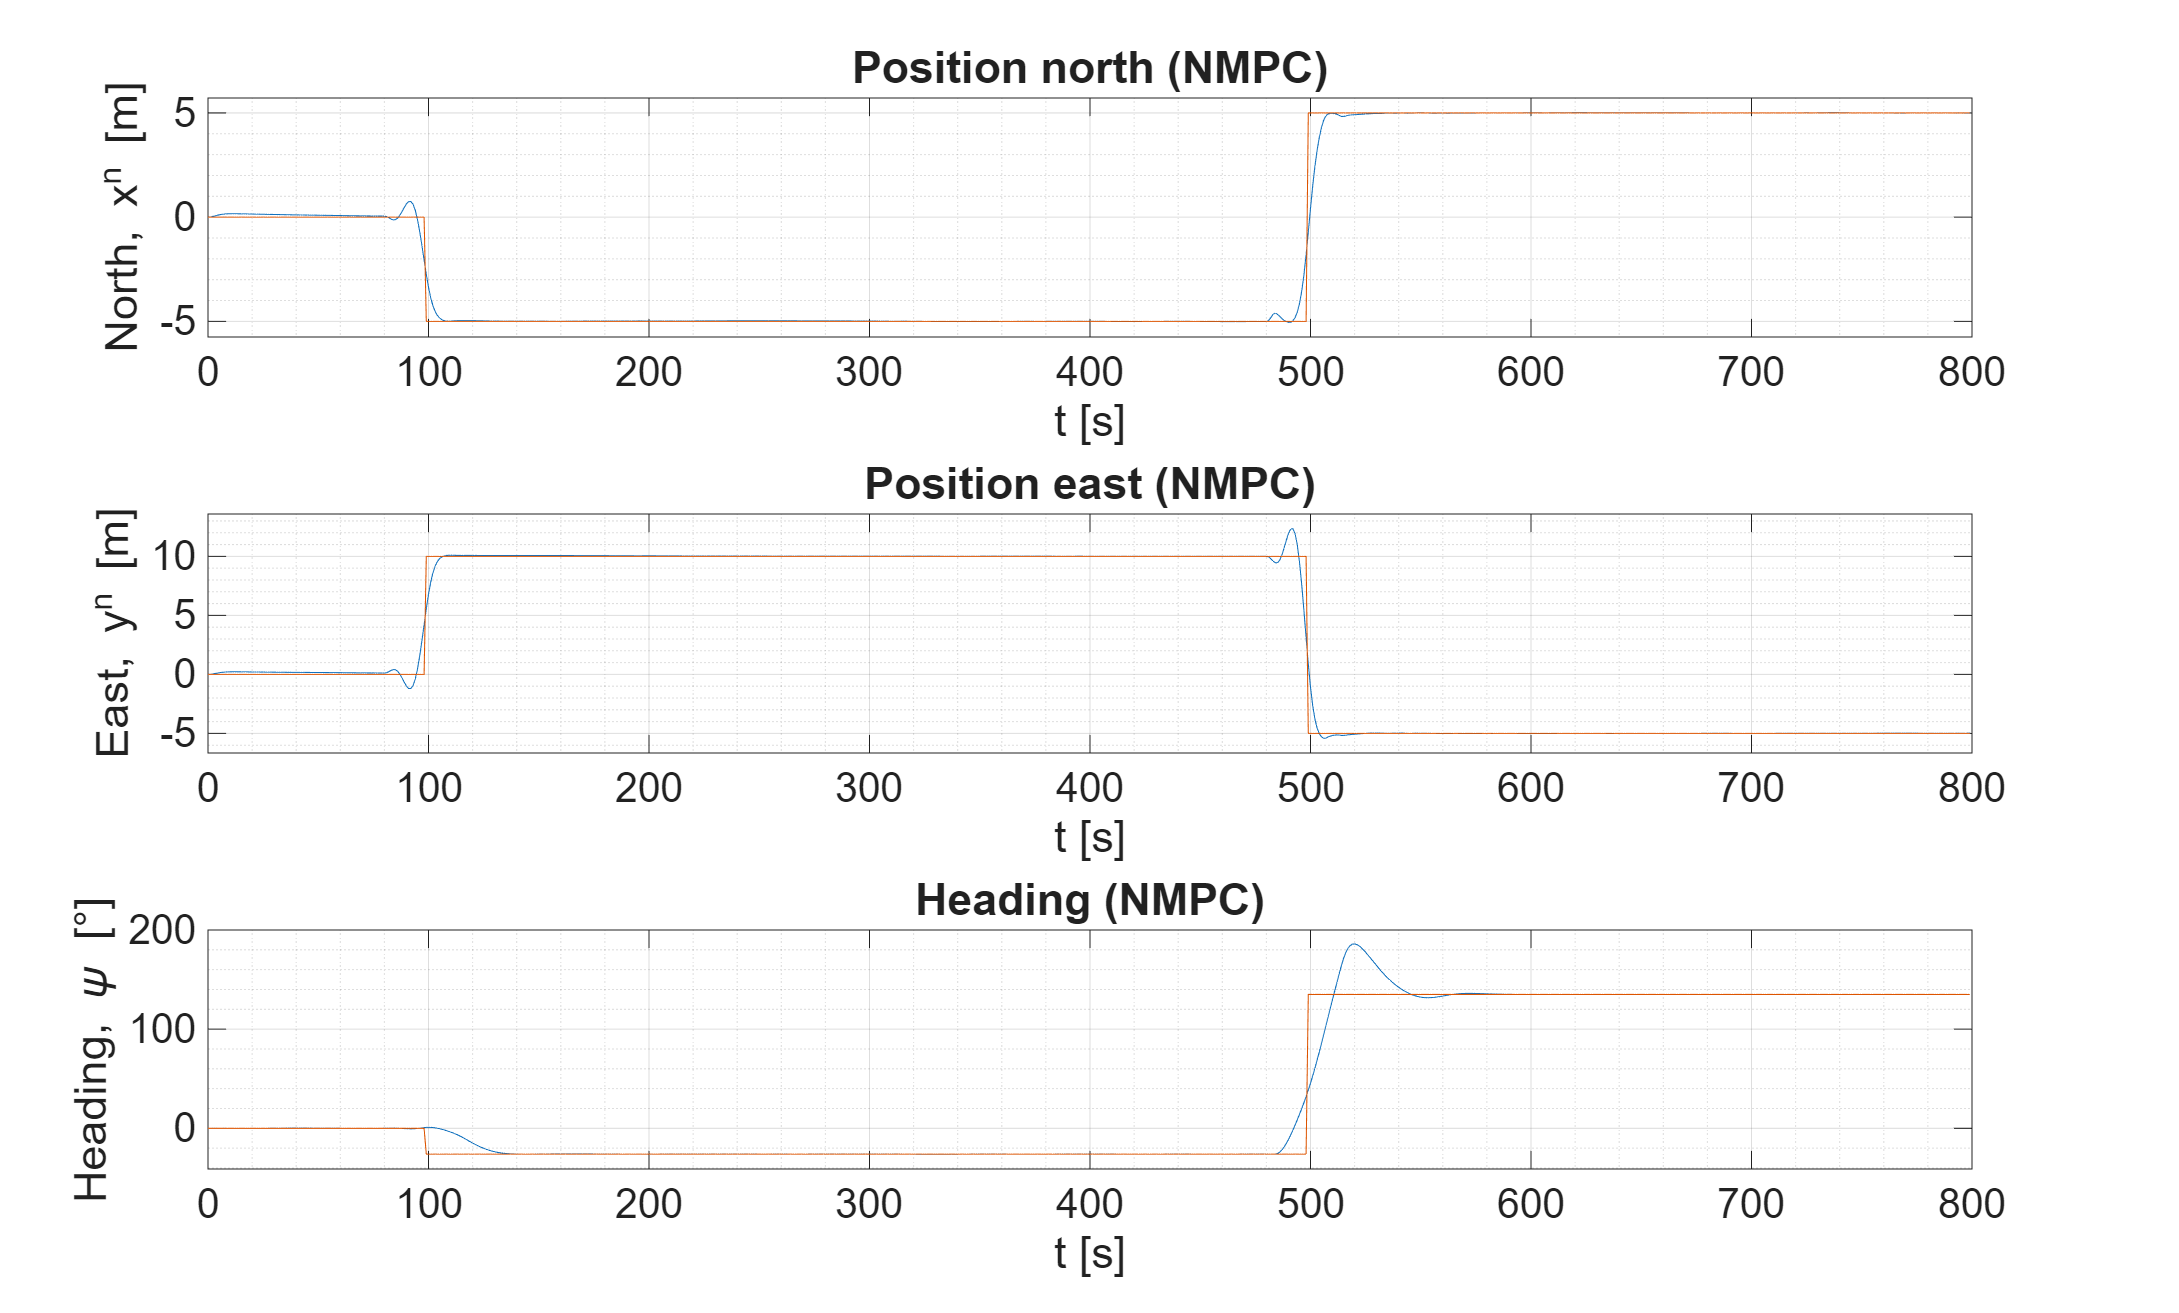 Position north (NMPC)
North, xⁿ [m]
5
0
-5
0 100 200 300 400 500 600 700 800
t [s]
Position east (NMPC)
East, yⁿ [m]
10
5
0
-5
0 100 200 300 400 500 600 700 800
t [s]
Heading (NMPC)
Heading, ψ [°]
200
100
0
0 100 200 300 400 500 600 700 800
t [s]